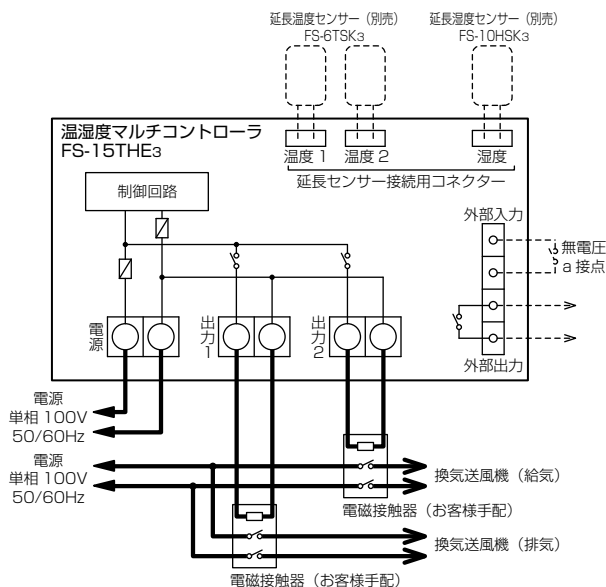 延長温度センサー（別売）
FS-6TSK3
延長湿度センサー（別売）
FS-10HSK3
温湿度マルチコントローラ
FS-15THE3
温度 1
温度 2
湿度
延長センサー接続用コネクター
制御回路
外部入力
無電圧
a 接点
電源
出力1
出力2
外部出力
電源
単相 100V
50/60Hz
電源
単相 100V
50/60Hz
換気送風機（給気）
電磁接触器（お客様手配）
換気送風機（排気）
電磁接触器（お客様手配）